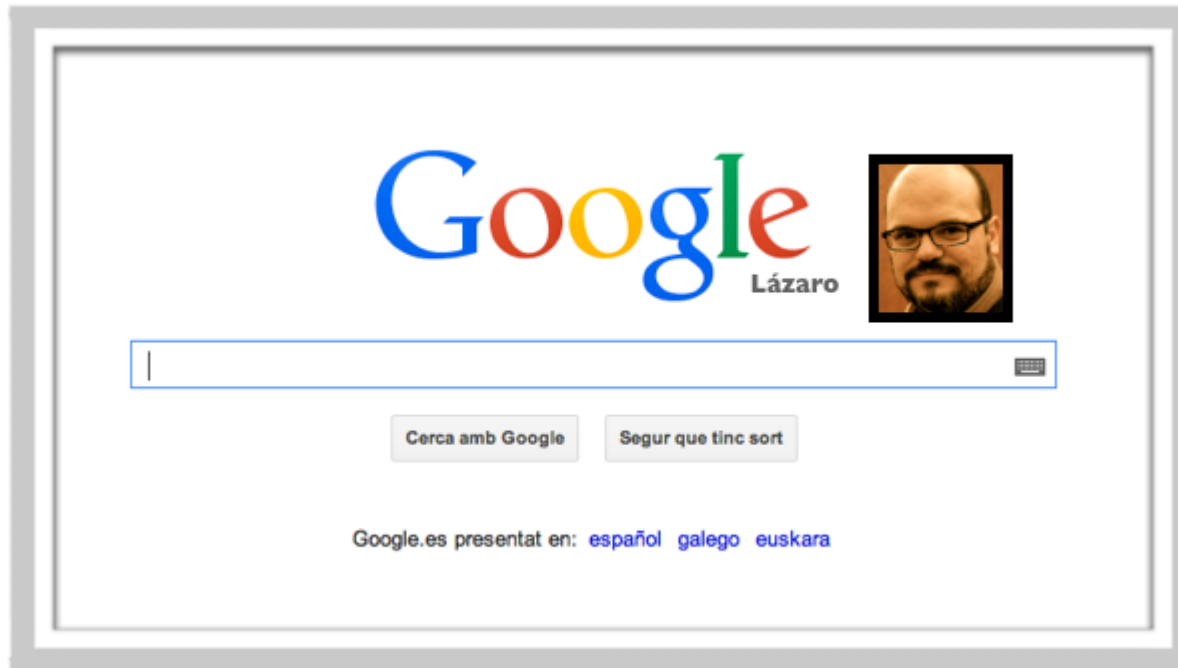 Google
Lázaro
Cerca amb Google
Segur que tinc sort
Google.es presentat en: español galego euskara